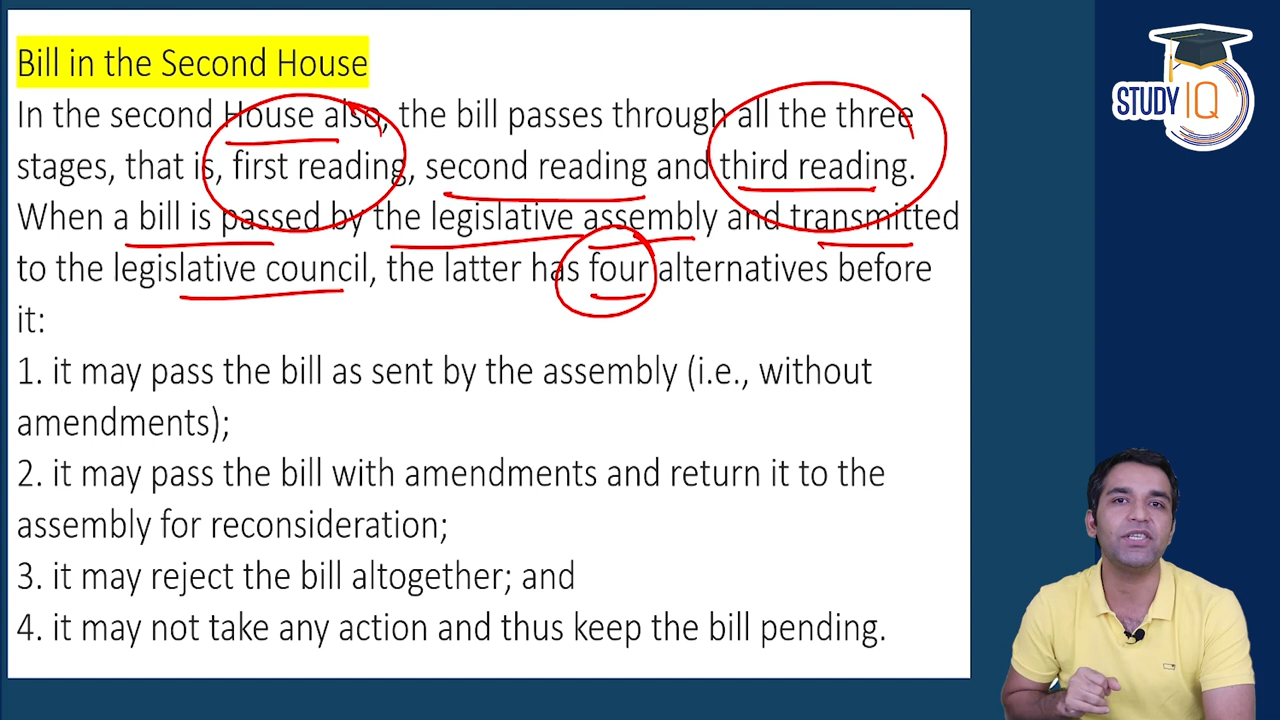 Bill in the Second House
In the second House also, the bill passes through all the three
stages, that is, first reading, second reading and third reading.
When a bill is passed by the legislative assembly and transmitted
to the legislative council, the latter has four alternatives before
it:
1. it may pass the bill as sent by the assembly (i.e., without
amendments);
2. it may pass the bill with amendments and return it to the
assembly for reconsideration;
3. it may reject the bill altogether; and
4. it may not take any action and thus keep the bill pending.
STUDY IQ